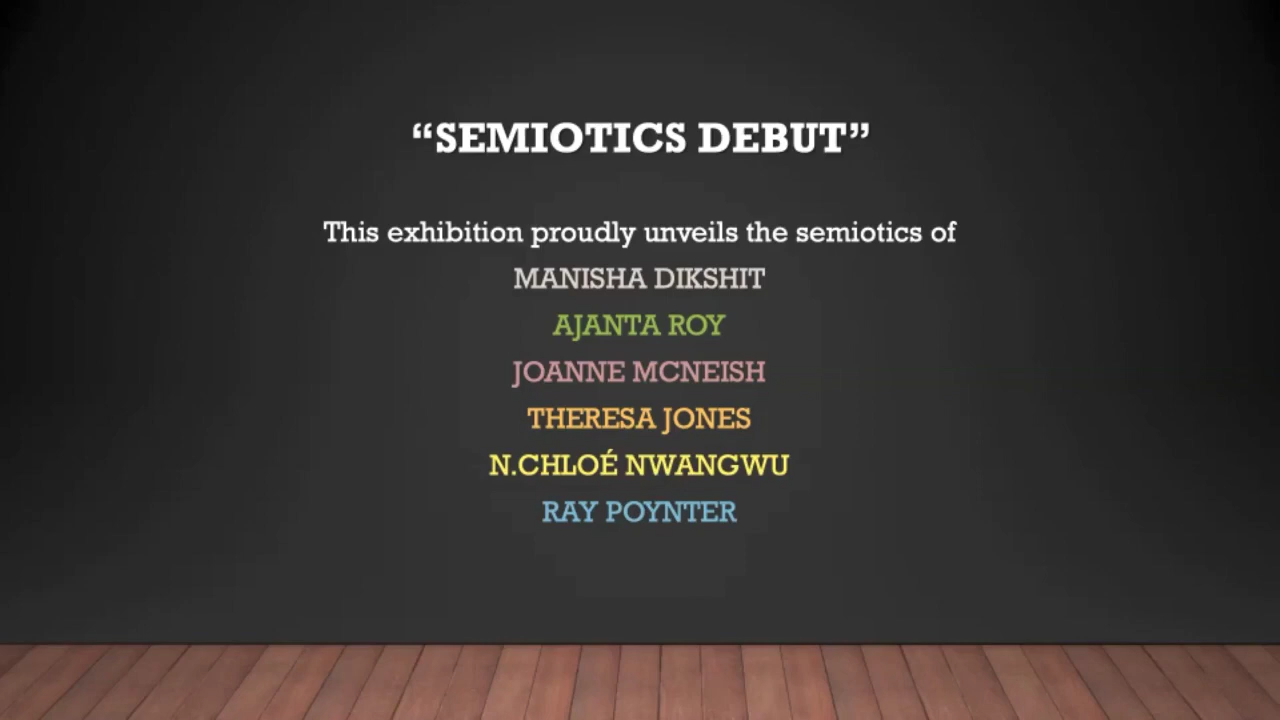 “SEMIOTICS DEBUT”
This exhibition proudly unveils the semiotics of
MANISHA DIKSHIT
AJANTA ROY
JOANNE MCNEISH
THERESA JONES
N.CHLOÉ NWANGWU
RAY POYNTER